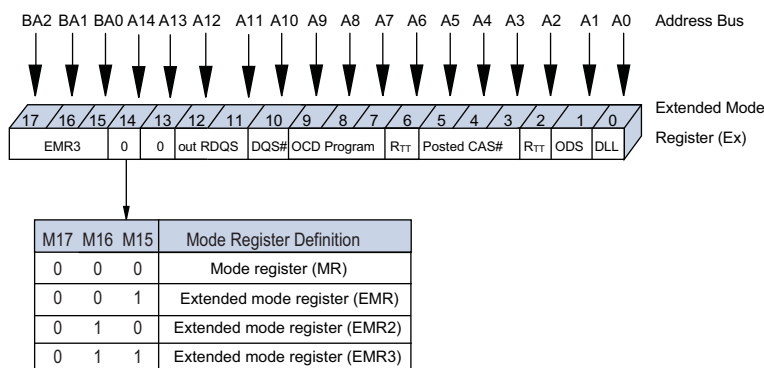 BA2 BA1 BA0 A14 A13 A12 A11 A10 A9 A8 A7 A6 A5 A4 A3 A2 A1 A0 Address Bus
17 16 15 14 13 12 11 10 9 8 7 6 5 4 3 2 1 0 Extended Mode
Register (Ex)
EMR3 0 0 out RDQS DQS# OCD Program RTT Posted CAS# RTT ODS DLL
M17 M16 M15 Mode Register Definition
0 0 0 Mode register (MR)
0 0 1 Extended mode register (EMR)
0 1 0 Extended mode register (EMR2)
0 1 1 Extended mode register (EMR3)